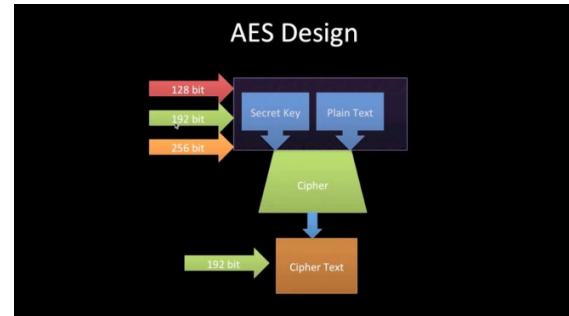 AES Design
128 bit
192 bit
256 bit
Secret Key
Plain Text
Cipher
192 bit
Cipher Text